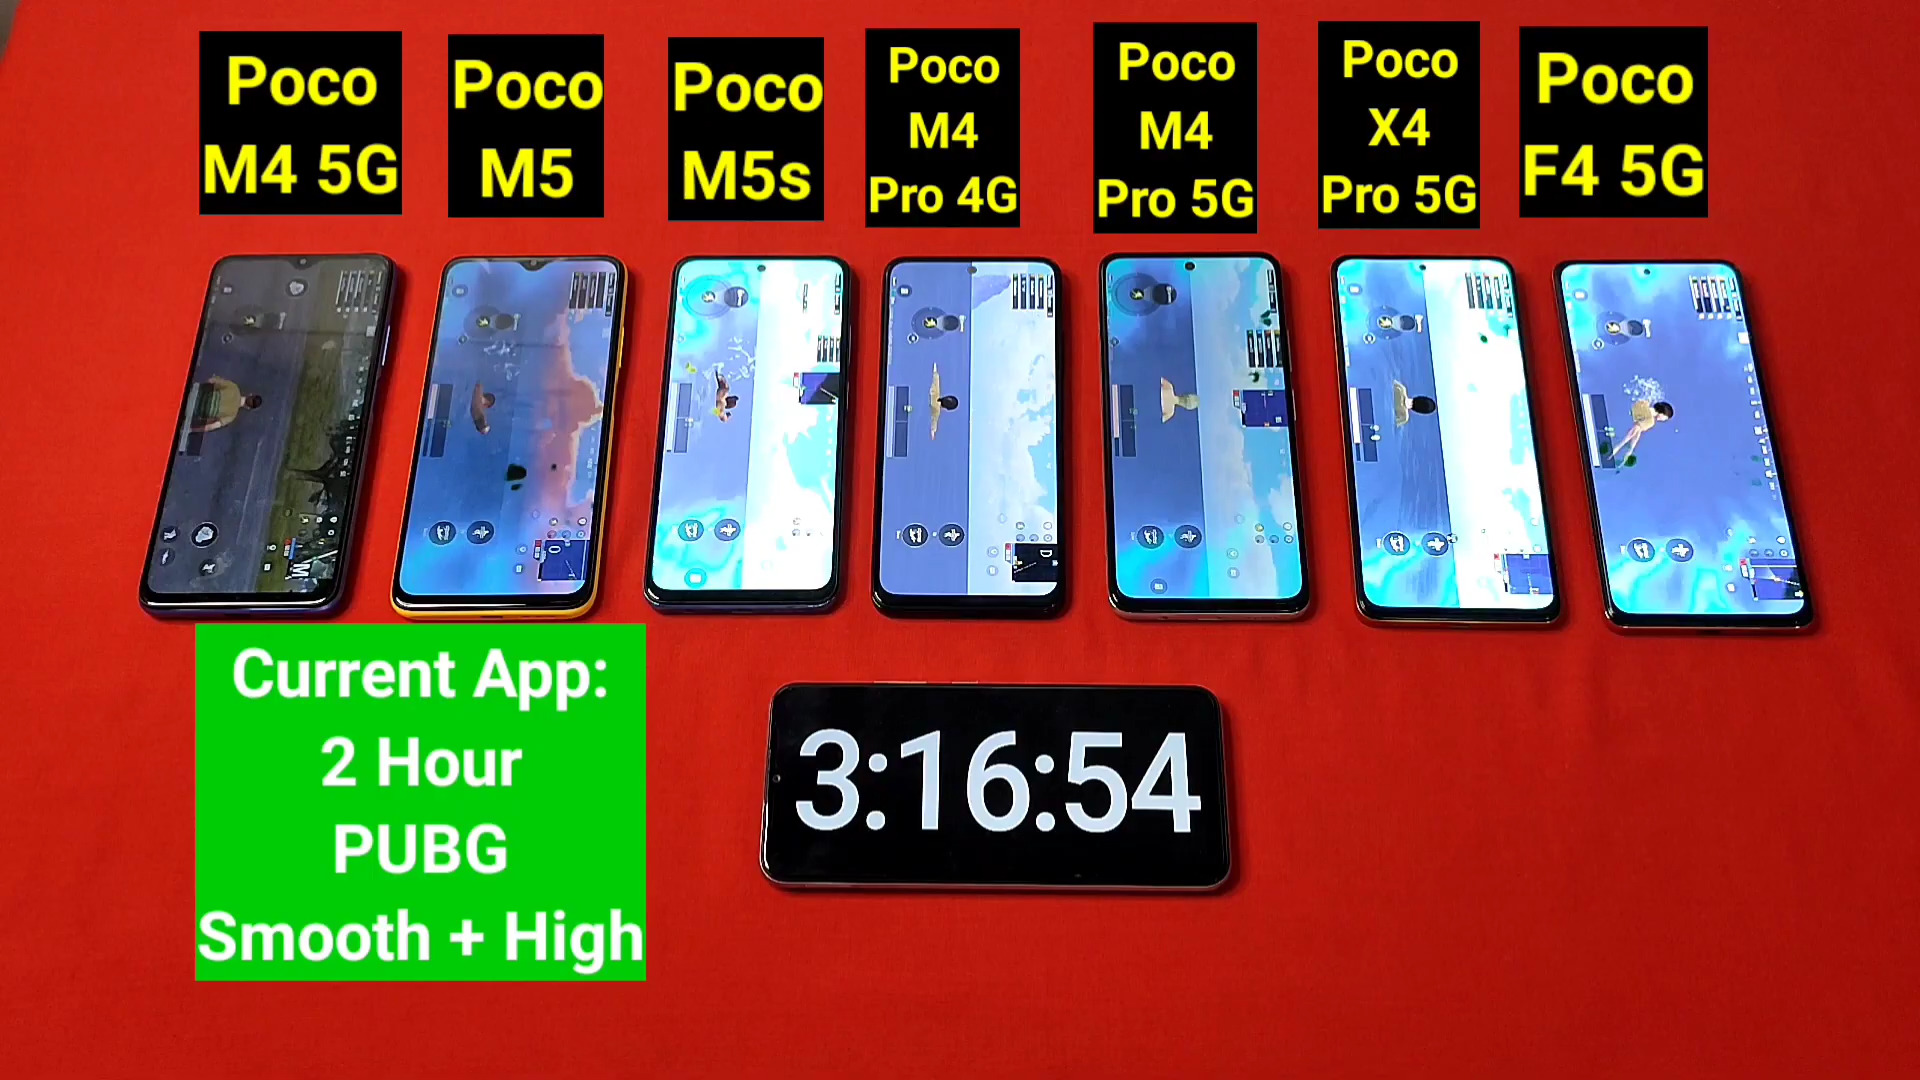 Poco
M4 5G
Poco
M5
Poco
M5s
Poco
M4
Pro 4G
Poco
M4
Pro 5G
Poco
X4
Pro 5G
Poco
F4 5G
Current App:
2 Hour
PUBG
Smooth + High
3:16:54